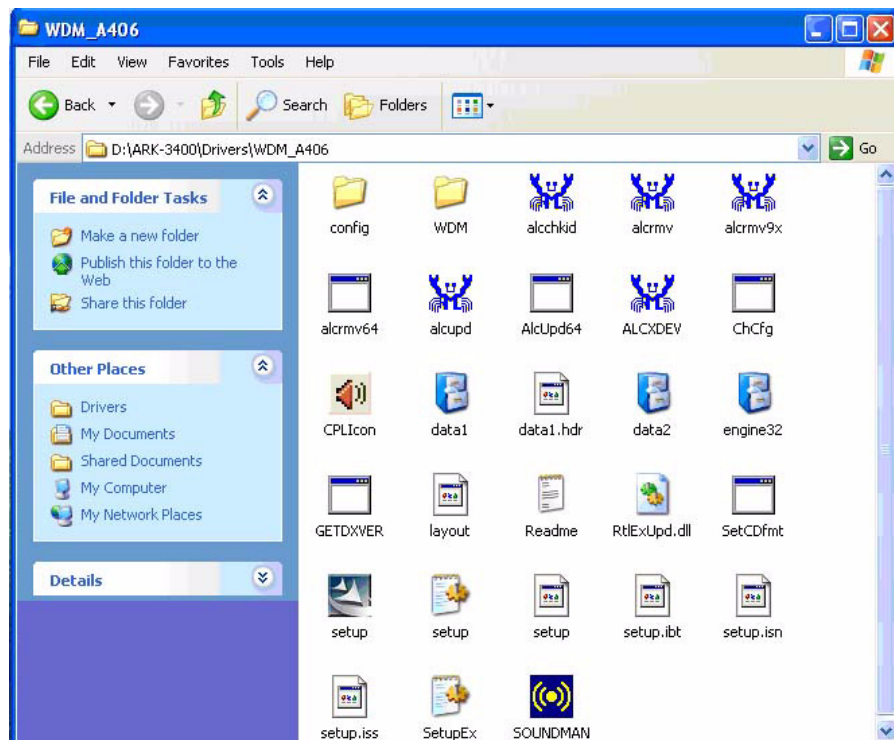 WDM_A406
File Edit View Favorites Tools Help
Back Search Folders
Address D:\ARK-3400\Drivers\WDM_A406 Go
File and Folder Tasks
Make a new folder
Publish this folder to the
Web
Share this folder
Other Places
Drivers
My Documents
Shared Documents
My Computer
My Network Places
Details
config WDM alcchkid alcrmv alcrmv9x
alcrmv64 alcupd AlcUpd64 ALCXDEV ChCfg
CPLIcon data1 data1.hdr data2 engine32
GETDXVER layout Readme RtlExUpd.dll SetCDfmt
setup setup setup setup.ibt setup.isn
setup.iss SetupEx SOUNDMAN